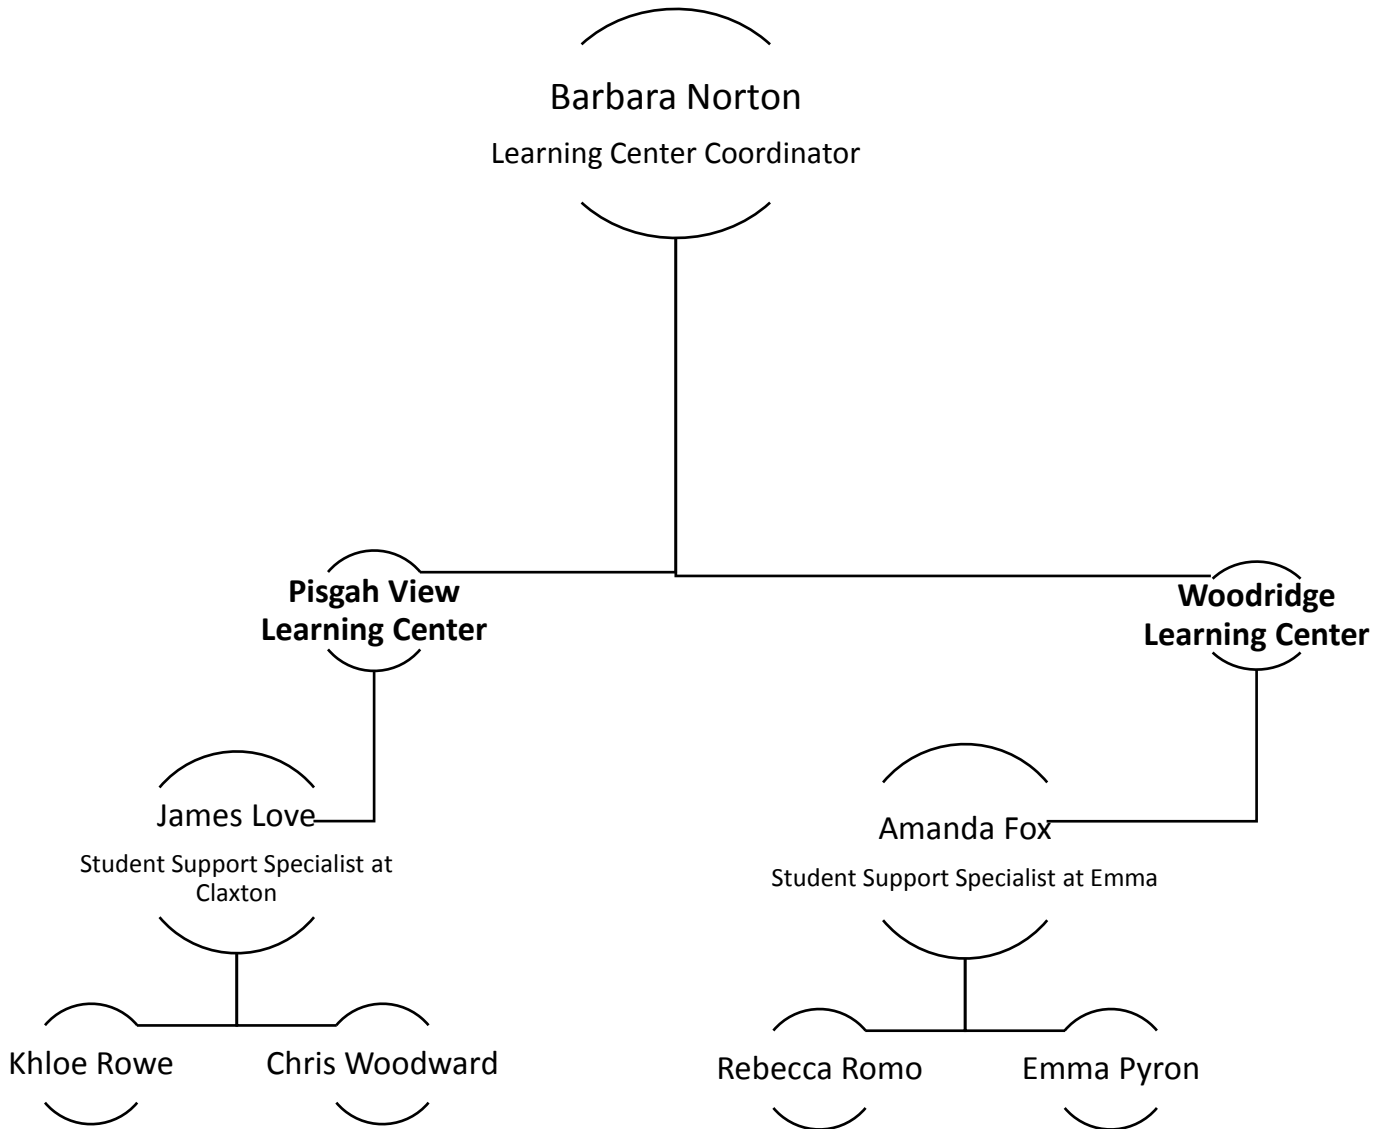 Barbara Norton
Learning Center Coordinator
Pisgah View
Learning Center
Woodridge
Learning Center
James Love
Student Support Specialist at
Claxton
Amanda Fox
Student Support Specialist at Emma
Khloe Rowe
Chris Woodward
Rebecca Romo
Emma Pyron